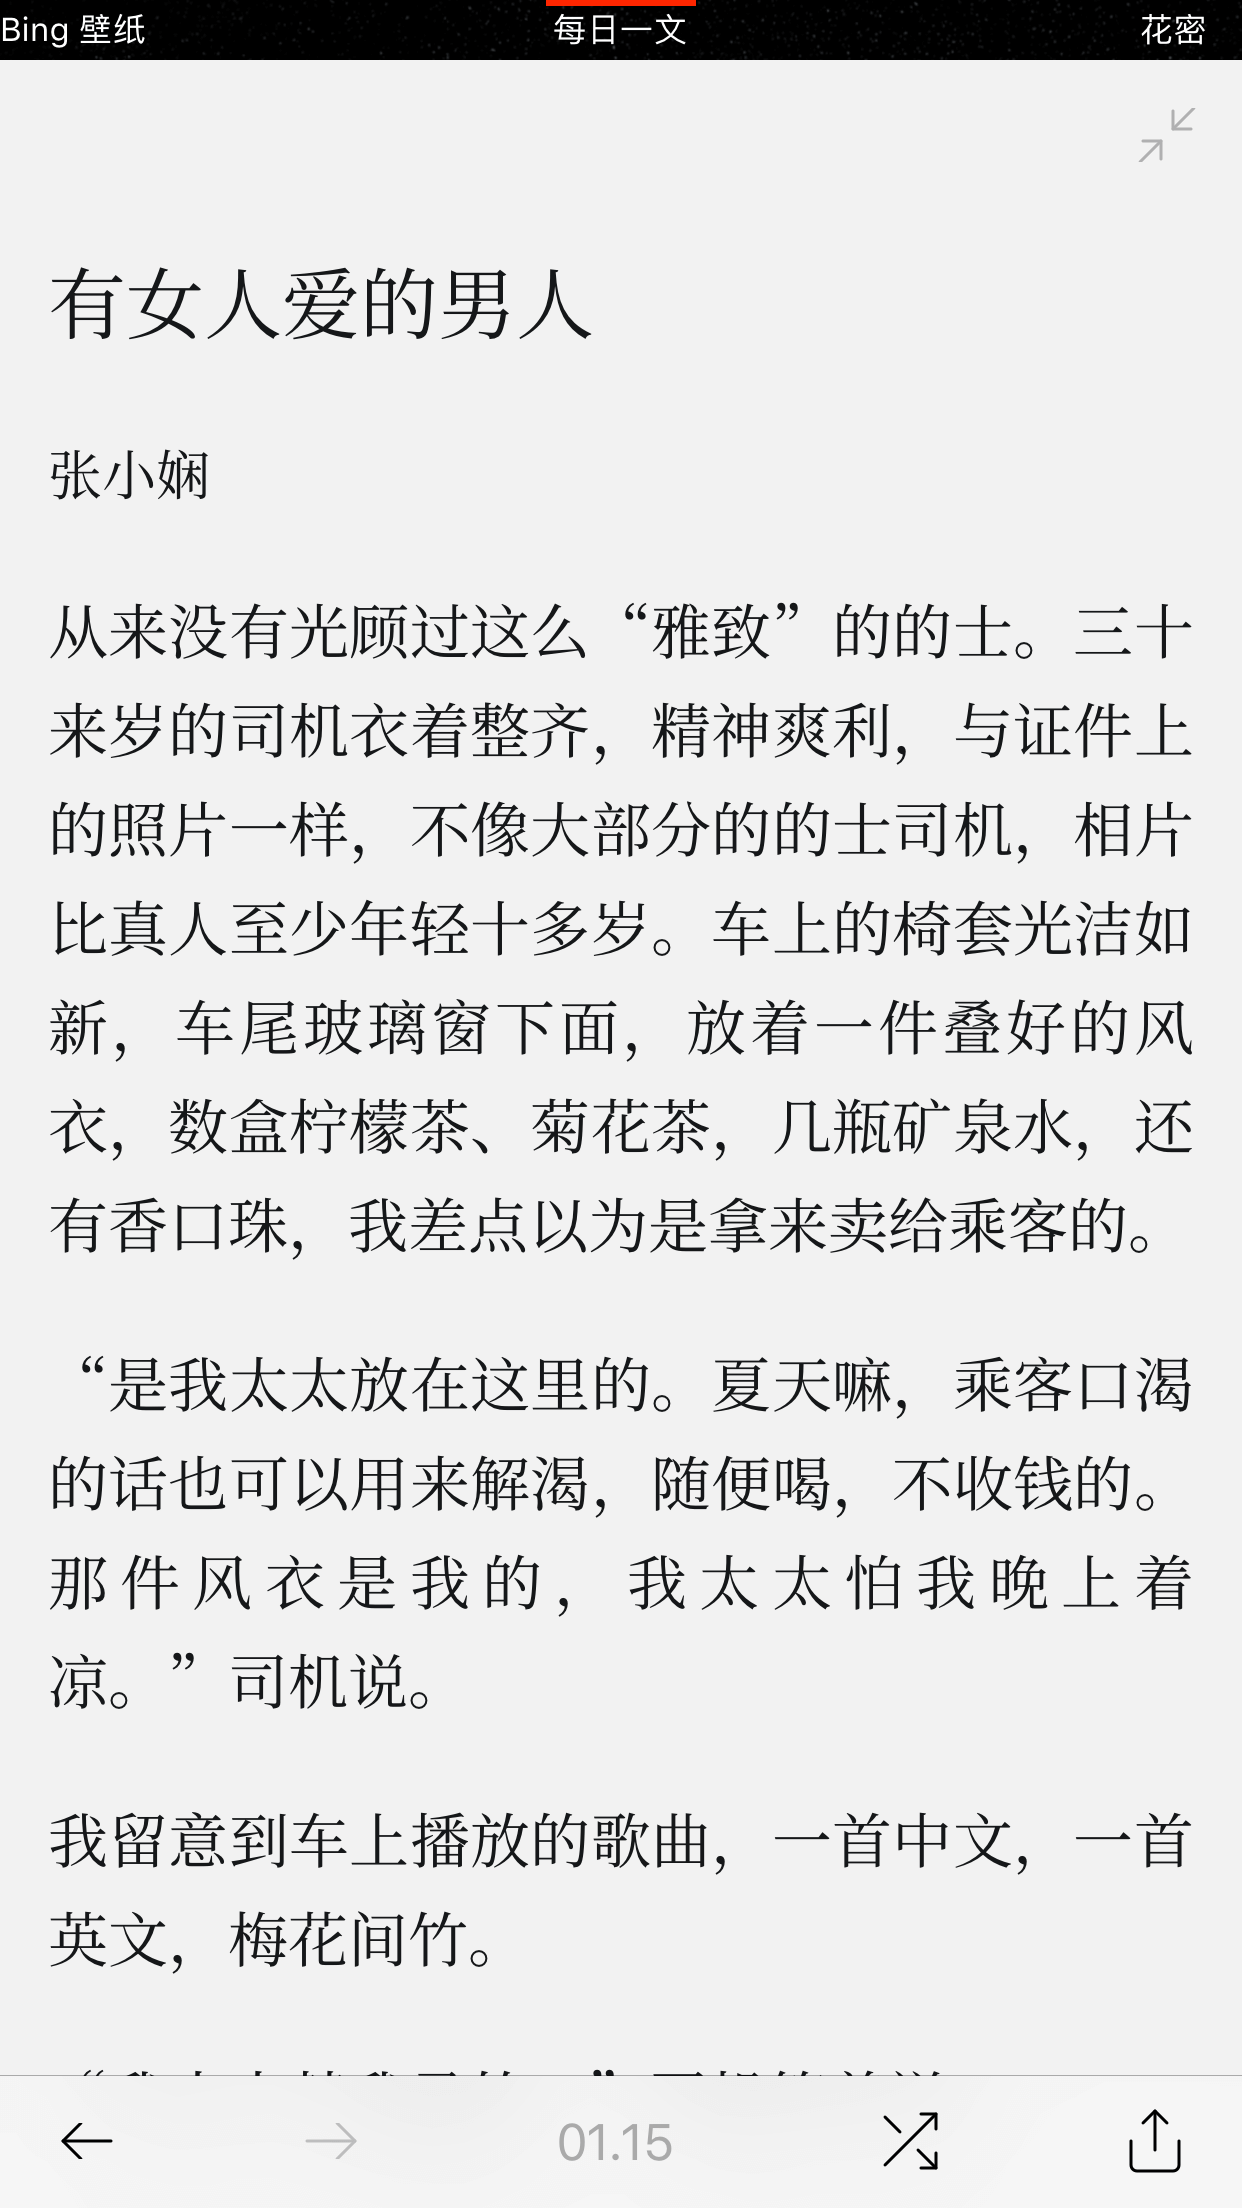 Bing 壁纸
每日一文
花密
有女人爱的男人
张小娴
从来没有光顾过这么“雅致”的的士。三十
来岁的司机衣着整齐，精神爽利，与证件上
的照片一样，不像大部分的的士司机，相片
比真人至少年轻十多岁。车上的椅套光洁如
新，车尾玻璃窗下面，放着一件叠好的风
衣，数盒柠檬茶、菊花茶，几瓶矿泉水，还
有香口珠，我差点以为是拿来卖给乘客的。
“是我太太放在这里的。夏天嘛，乘客口渴
的话也可以用来解渴，随便喝，不收钱的。
那件风衣是我的，我太太怕我晚上着
凉。”司机说。
我留意到车上播放的歌曲，一首中文，一首
英文，梅花间竹。
01.15